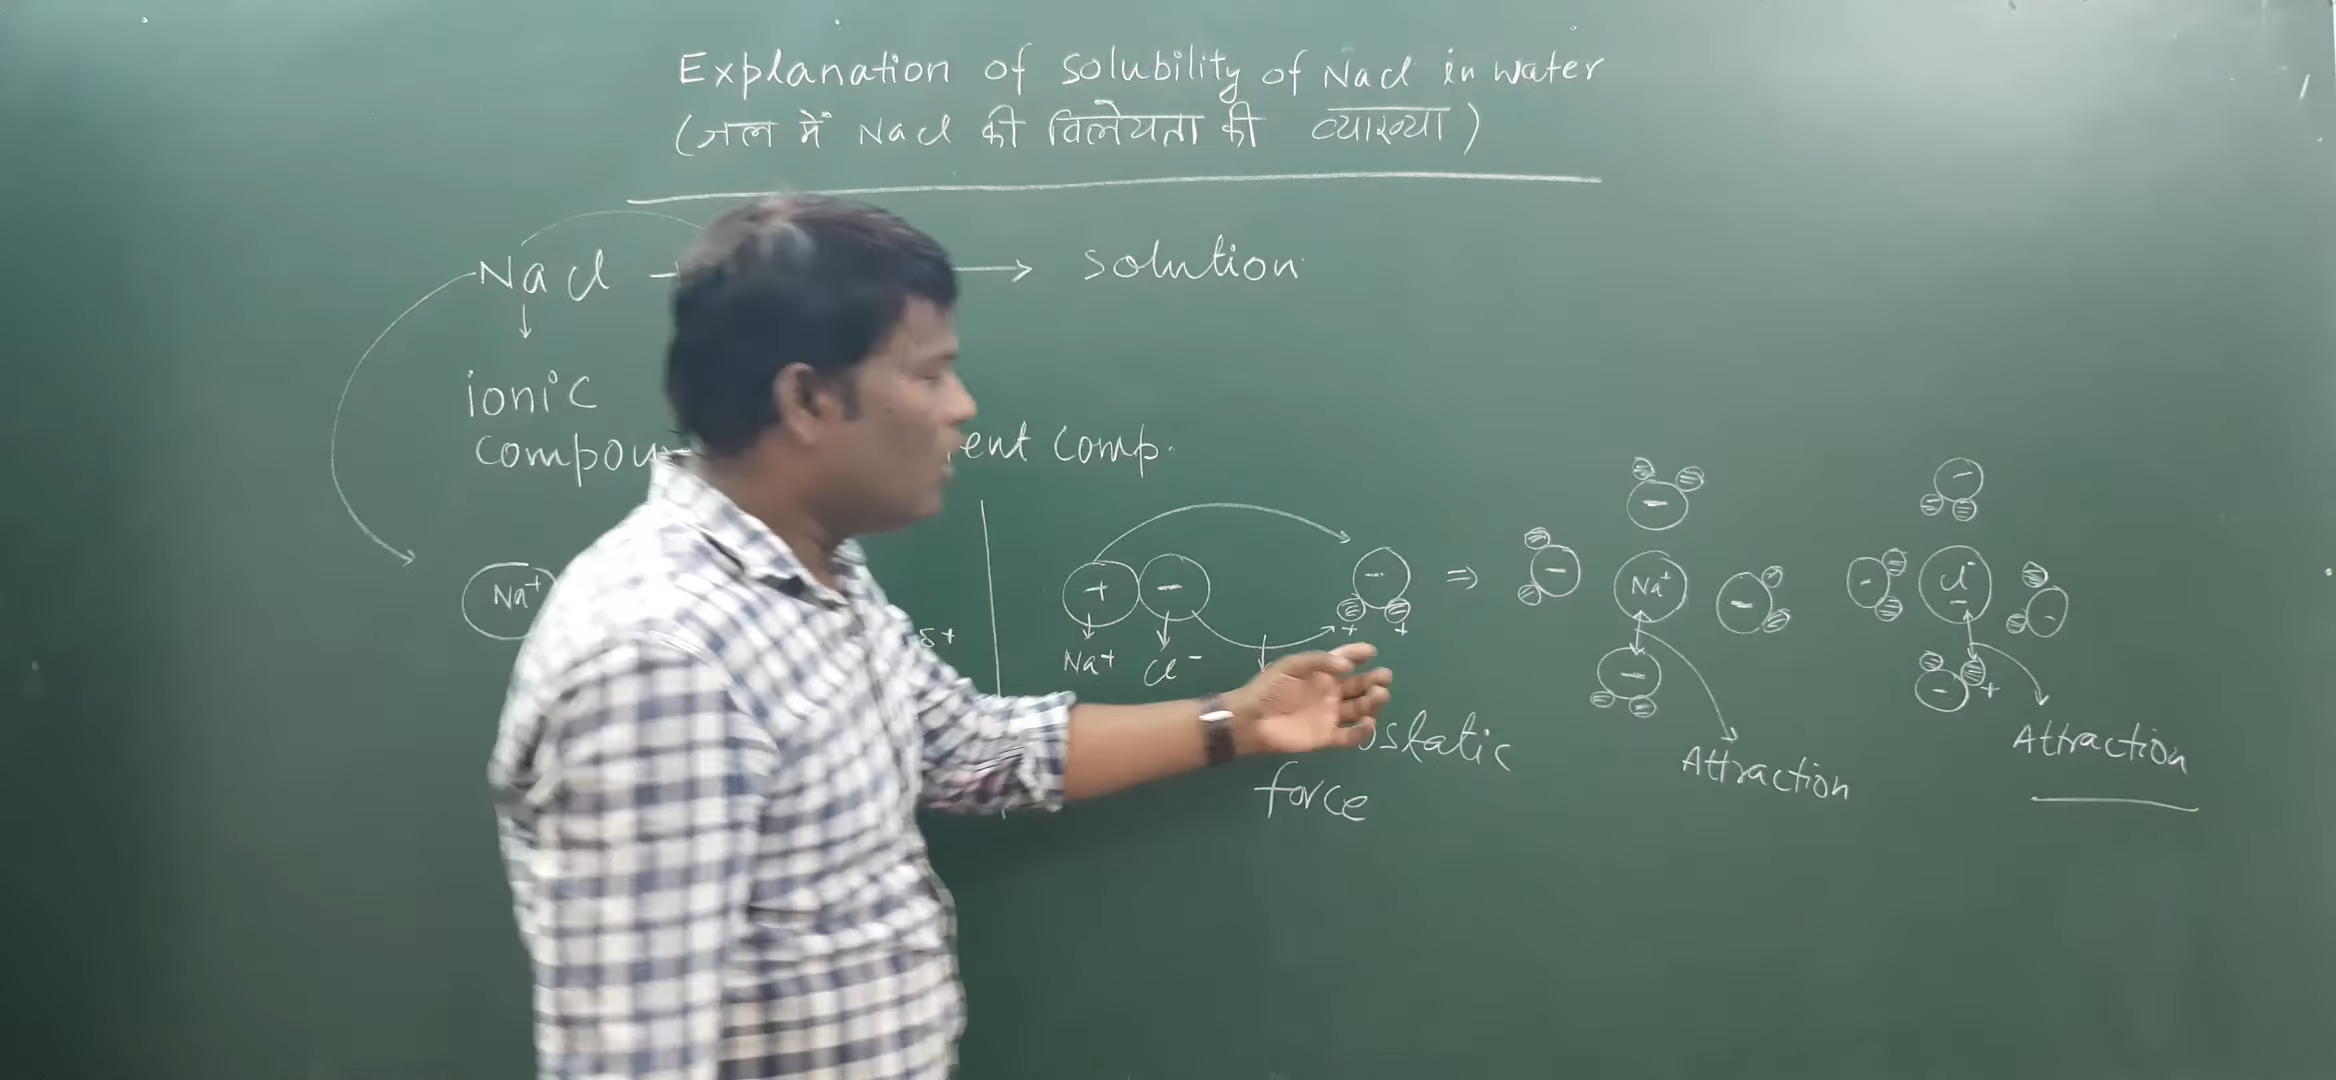 Explanation of solubility of NaCl in water
(जल में NaCl की विलेयता की व्याख्या)
NaCl → solution
↓
ionic
comp. 
Na⁺
δ+
+ -
Na⁺ Cl⁻
-
+ +
force
⇒
-
- Na⁺ -
-
Attraction
-
- Cl⁻ -
- +
Attraction